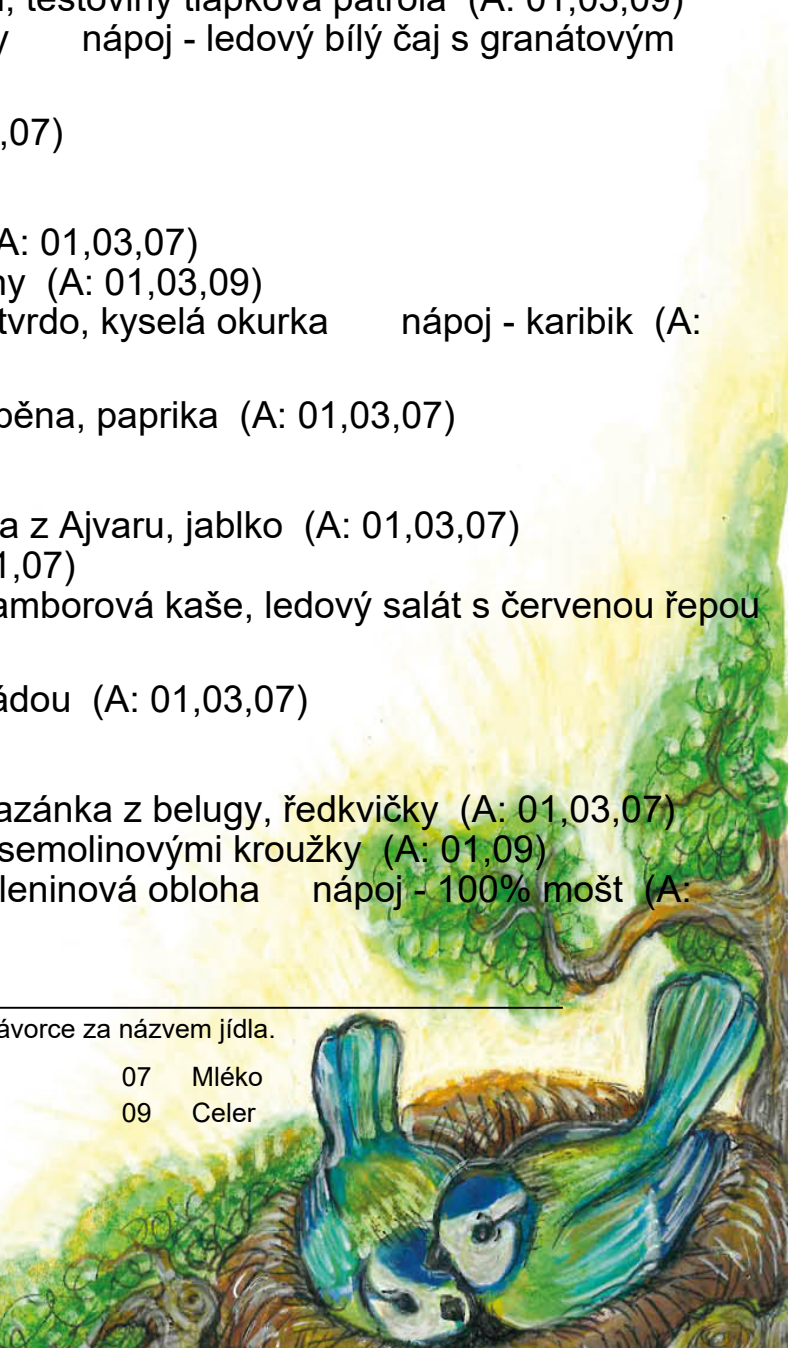 , těstoviny tlapková patrola (A: 01,03,09)
y nápoj - ledový bílý čaj s granátovým
,07)
A: 01,03,07)
ny (A: 01,03,09)
tvrdo, kyselá okurka nápoj - karibik (A:
pěna, paprika (A: 01,03,07)
a z Ajvaru, jablko (A: 01,03,07)
1,07)
amborová kaše, ledový salát s červenou řepou
ádou (A: 01,03,07)
azánka z belugy, ředkvičky (A: 01,03,07)
semolinovými kroužky (A: 01,09)
leninová obloha nápoj - 100% mošt (A:
ávorce za názvem jídla.
07 Mléko
09 Celer